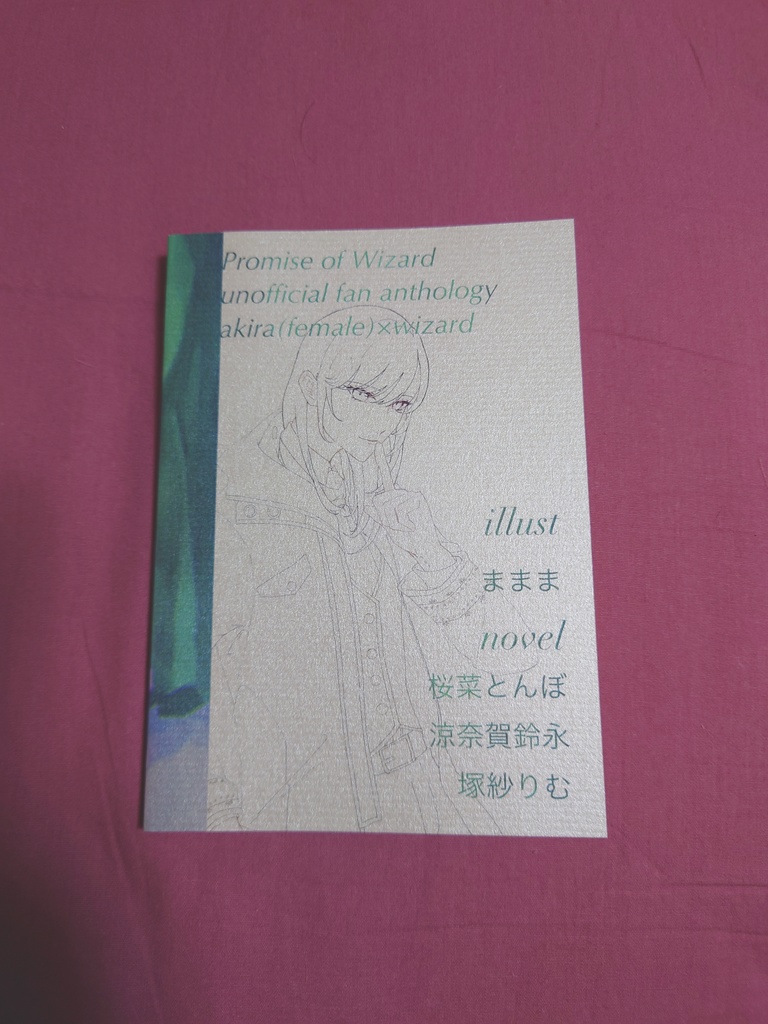 Promise of Wizard
unofficial fan anthology
akira(female)×wizard
illust
ままま
novel
桜菜とんぼ
涼奈賀鈴永
塚紗りむ